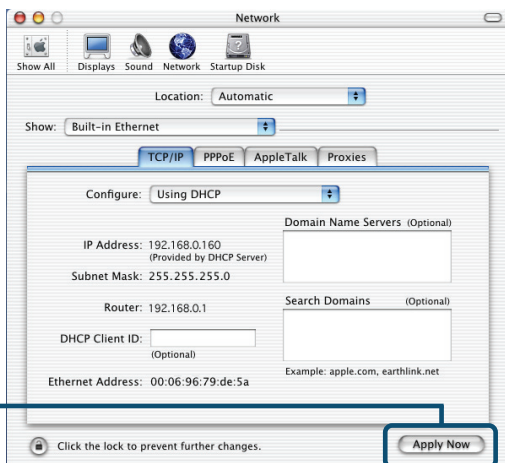 Network
Show All Displays Sound Network Startup Disk
Location: Automatic
Show: Built-in Ethernet
TCP/IP PPPoE AppleTalk Proxies
Configure: Using DHCP
Domain Name Servers (Optional)
IP Address: 192.168.0.160
(Provided by DHCP Server)
Subnet Mask: 255.255.255.0
Router: 192.168.0.1
Search Domains (Optional)
DHCP Client ID:
(Optional)
Example: apple.com, earthlink.net
Ethernet Address: 00:06:96:79:de:5a
Click the lock to prevent further changes.
Apply Now